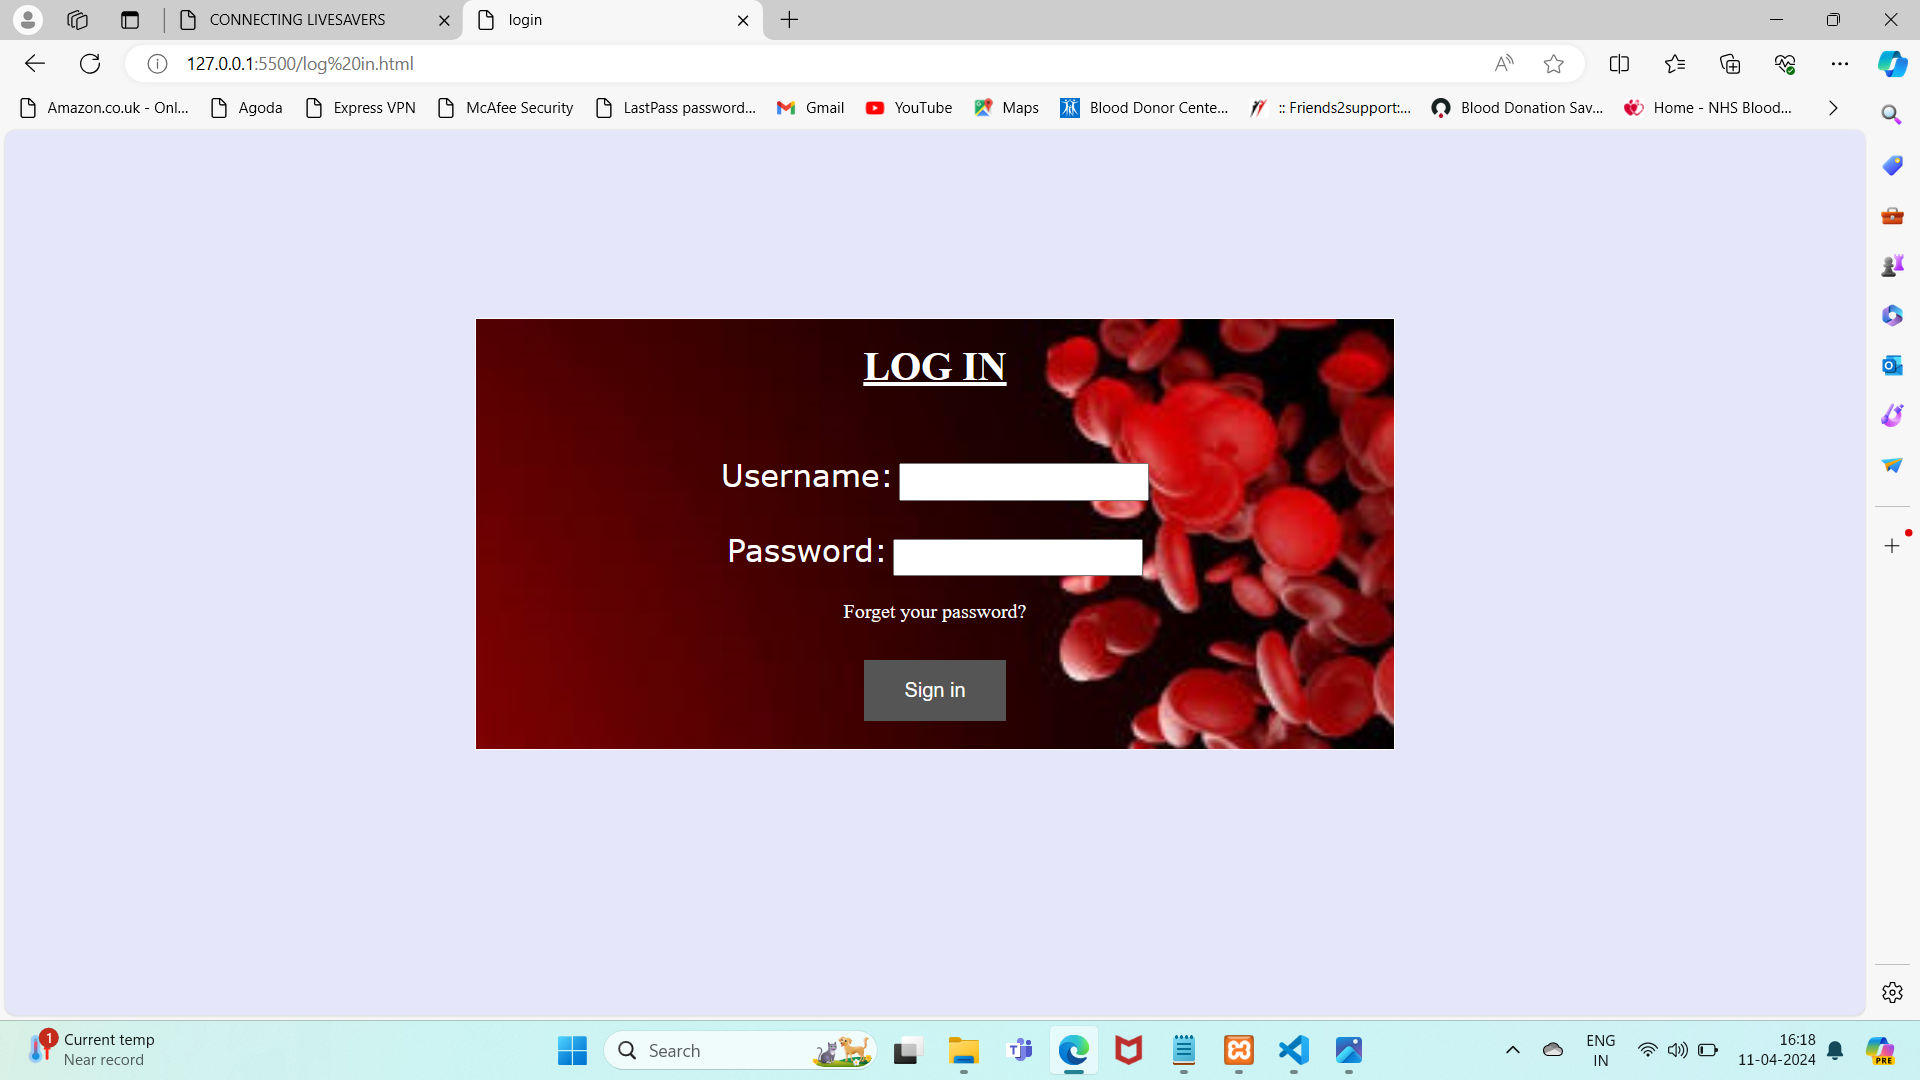 CONNECTING LIVESAVERS
login
127.0.0.1:5500/log%20in.html
Amazon.co.uk - Onl...
Agoda
Express VPN
McAfee Security
LastPass password...
Gmail
YouTube
Maps
Blood Donor Cente...
:: Friends2support:...
Blood Donation Sav...
Home - NHS Blood...
LOG IN
Username:
Password:
Forget your password?
Sign in
1
Current temp
Near record
Search
ENG
IN
16:18
11-04-2024
PRE